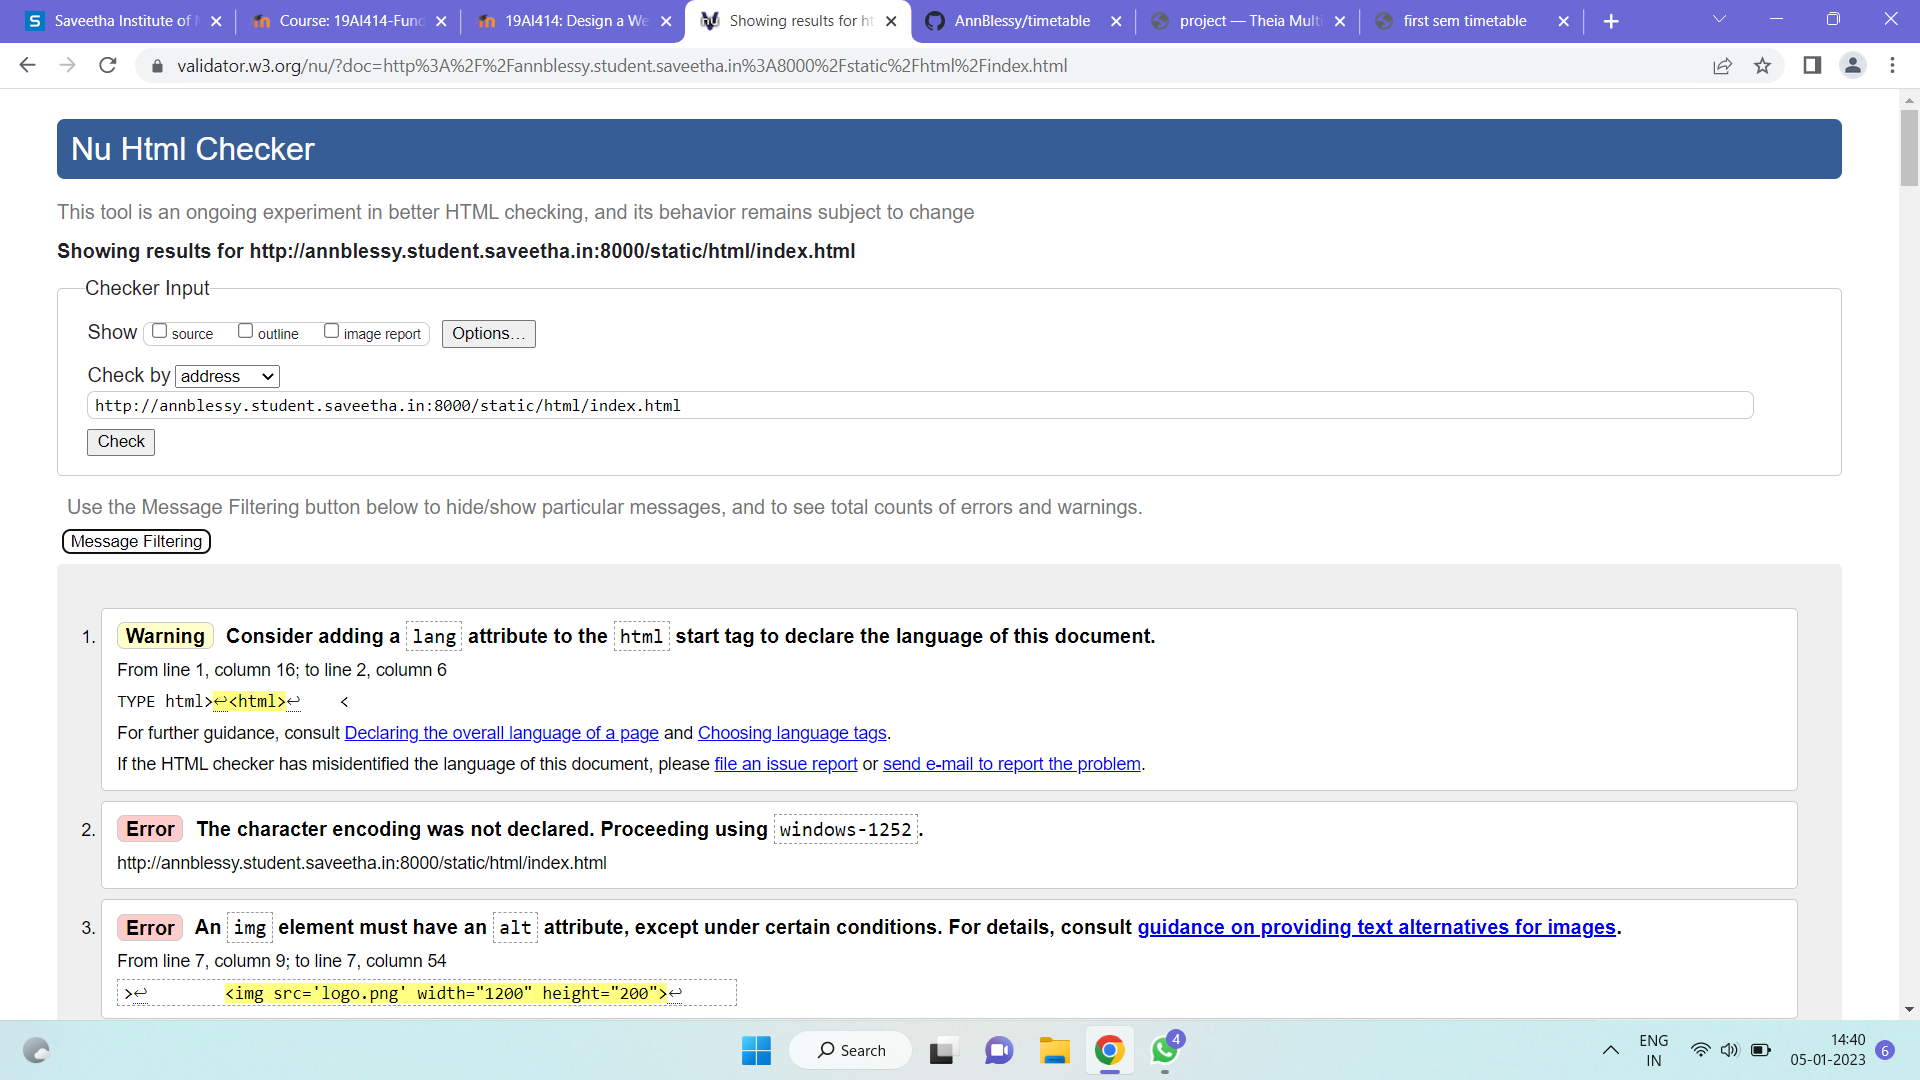 Saveetha Institute of
Course: 19AI414-Fund
19AI414: Design a We
Showing results for ht
AnnBlessy/timetable
project — Theia Multi
first sem timetable
validator.w3.org/nu/?doc=http%3A%2F%2Fannblessy.student.saveetha.in%3A8000%2Fstatic%2Fhtml%2Findex.html
Nu Html Checker
This tool is an ongoing experiment in better HTML checking, and its behavior remains subject to change
Showing results for http://annblessy.student.saveetha.in:8000/static/html/index.html
Checker Input
Show source outline image report Options...
Check by address
http://annblessy.student.saveetha.in:8000/static/html/index.html
Check
Use the Message Filtering button below to hide/show particular messages, and to see total counts of errors and warnings.
Message Filtering
1. Warning Consider adding a lang attribute to the html start tag to declare the language of this document.
From line 1, column 16; to line 2, column 6
TYPE html>↩<html>↩ <
For further guidance, consult Declaring the overall language of a page and Choosing language tags.
If the HTML checker has misidentified the language of this document, please file an issue report or send e-mail to report the problem.
2. Error The character encoding was not declared. Proceeding using windows-1252.
http://annblessy.student.saveetha.in:8000/static/html/index.html
3. Error An img element must have an alt attribute, except under certain conditions. For details, consult guidance on providing text alternatives for images.
From line 7, column 9; to line 7, column 54
>↩ <img src='logo.png' width="1200" height="200">↩
Search
4
ENG
IN
14:40
05-01-2023
6